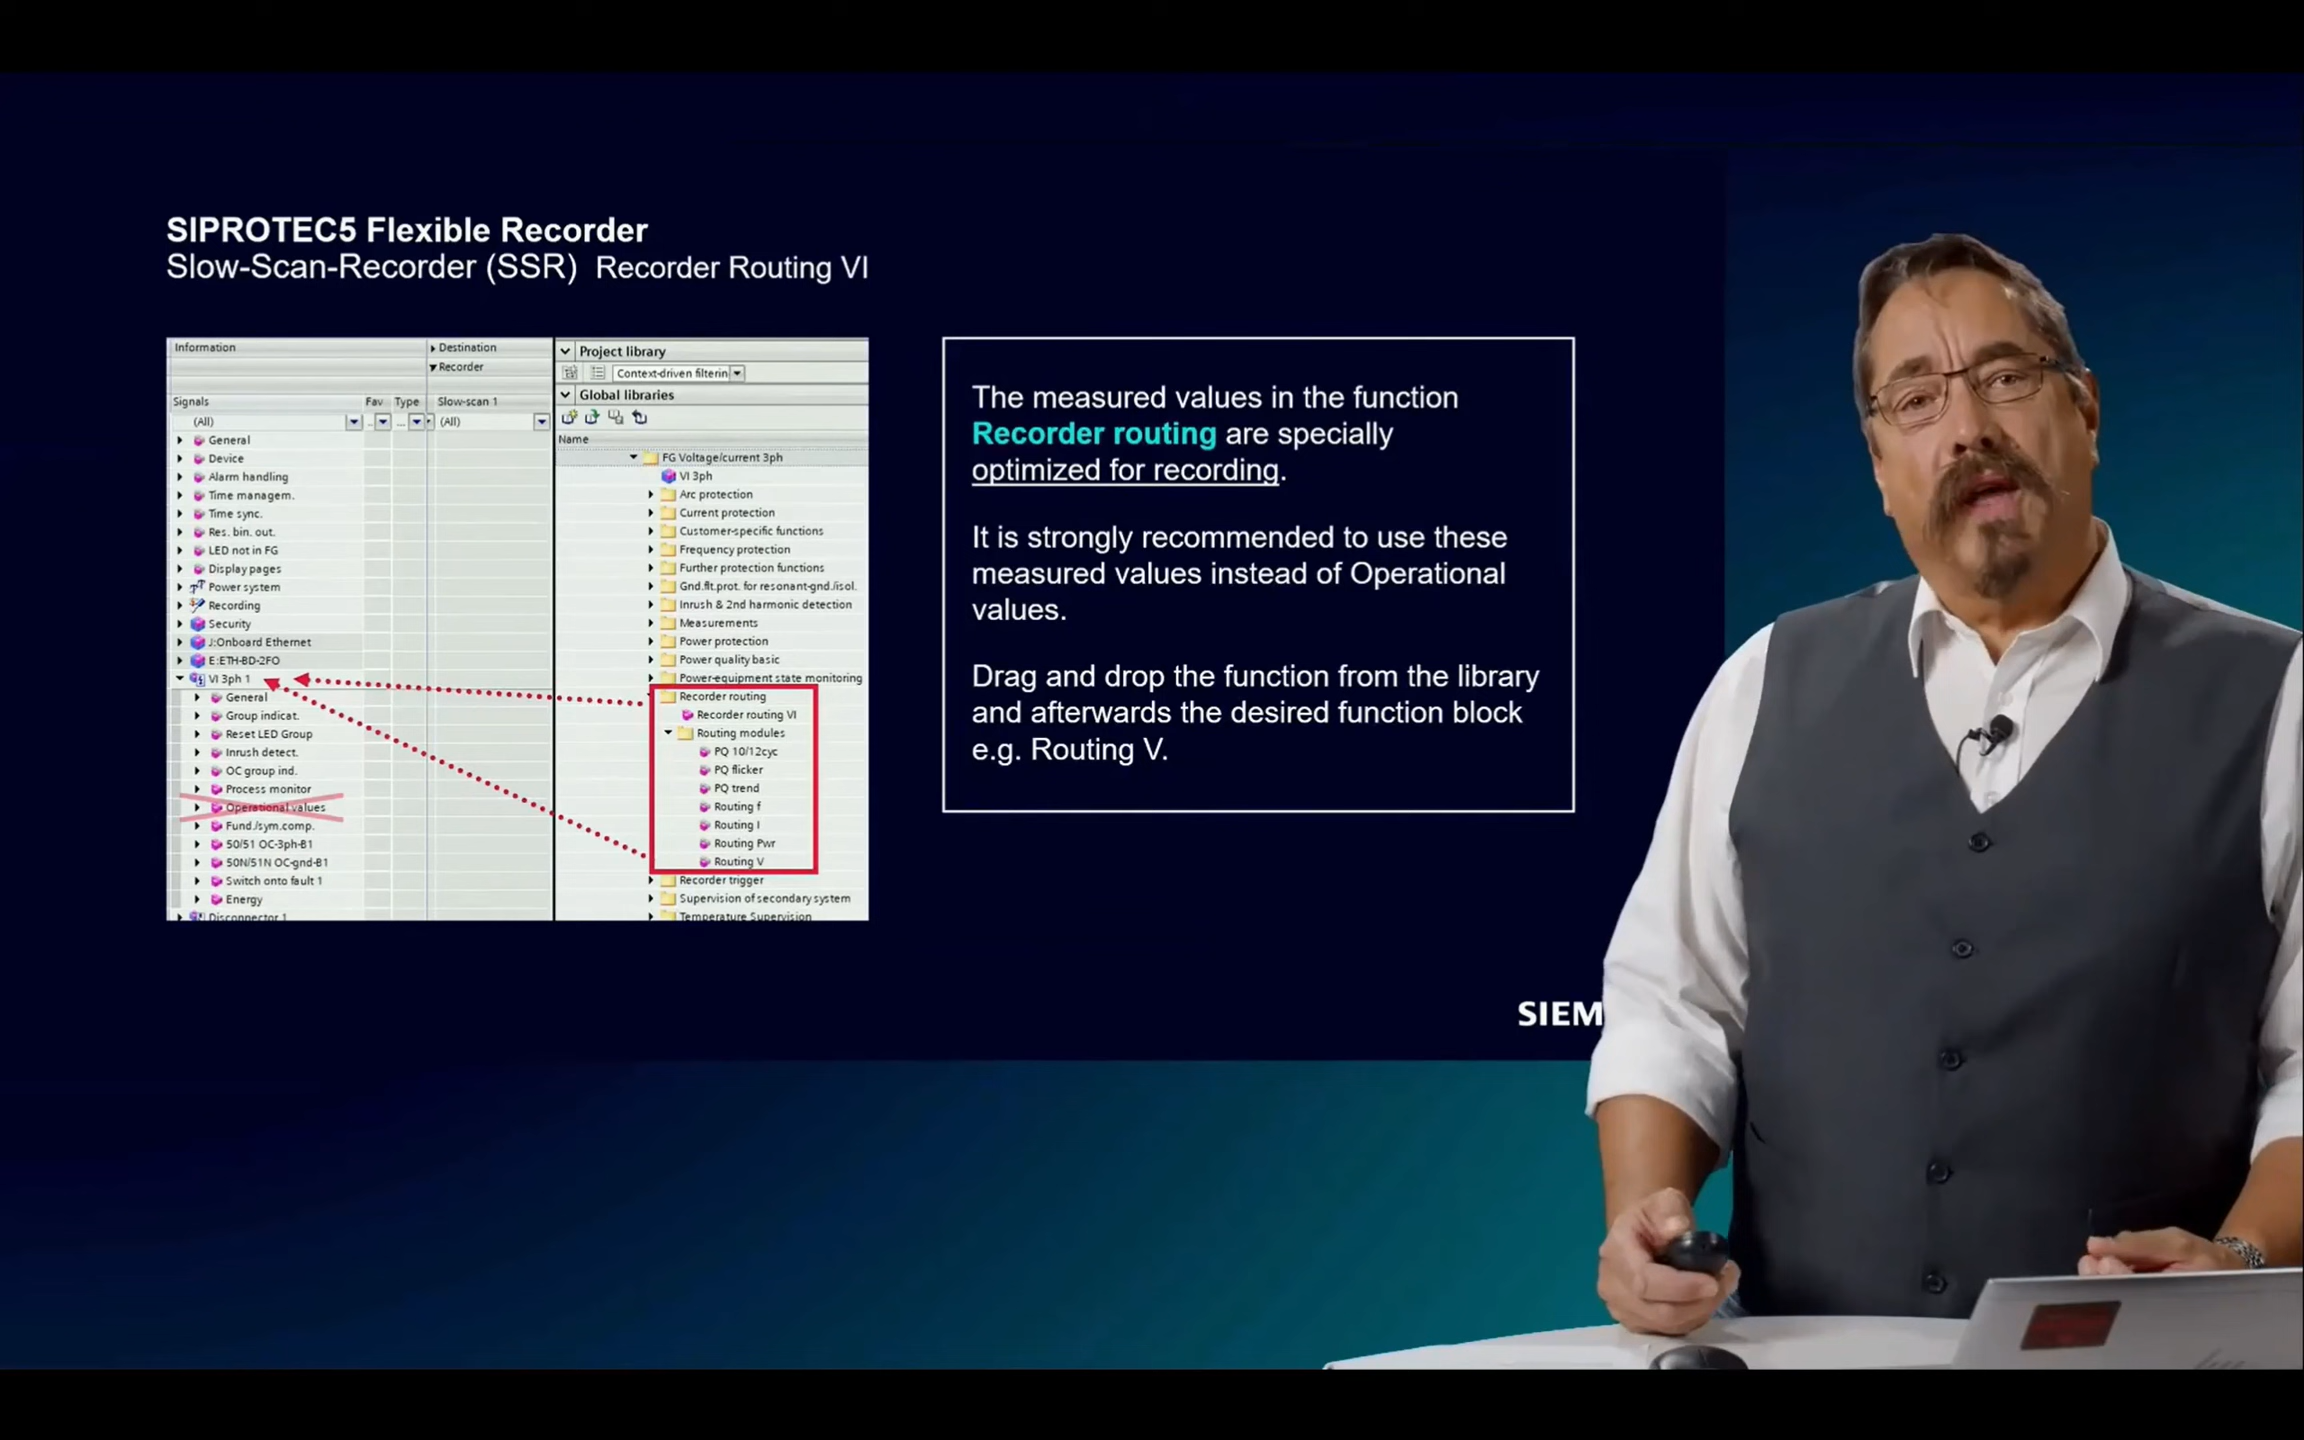 SIPROTEC5 Flexible Recorder
Slow-Scan-Recorder (SSR) Recorder Routing VI
Information
Destination
Recorder
Signals Fav Type Slow-scan 1
(All) ... ... (All)
General
Device
Alarm handling
Time managem.
Time sync.
Res. bin. out.
LED not in FG
Display pages
Power system
Recording
Security
J:Onboard Ethernet
E:ETH-BD-2FO
VI 3ph 1
General
Group indicat.
Reset LED Group
Inrush detect.
OC group ind.
Process monitor
Operational values
Fund./sym.comp.
50/51 OC-3ph-B1
50N/51N OC-gnd-B1
Switch onto fault 1
Energy
Disconnector 1
Project library
Context-driven filterin
Global libraries
Name
FG Voltage/current 3ph
VI 3ph
Arc protection
Current protection
Customer-specific functions
Frequency protection
Further protection functions
Gnd.flt.prot. for resonant-gnd./isol.
Inrush & 2nd harmonic detection
Measurements
Power protection
Power quality basic
Power-equipment state monitoring
Recorder routing
Recorder routing VI
Routing modules
PQ 10/12cyc
PQ flicker
PQ trend
Routing f
Routing I
Routing Pwr
Routing V
Recorder trigger
Supervision of secondary system
Temperature Supervision
The measured values in the function
Recorder routing are specially
optimized for recording.
It is strongly recommended to use these
measured values instead of Operational
values.
Drag and drop the function from the library
and afterwards the desired function block
e.g. Routing V.
SIEM